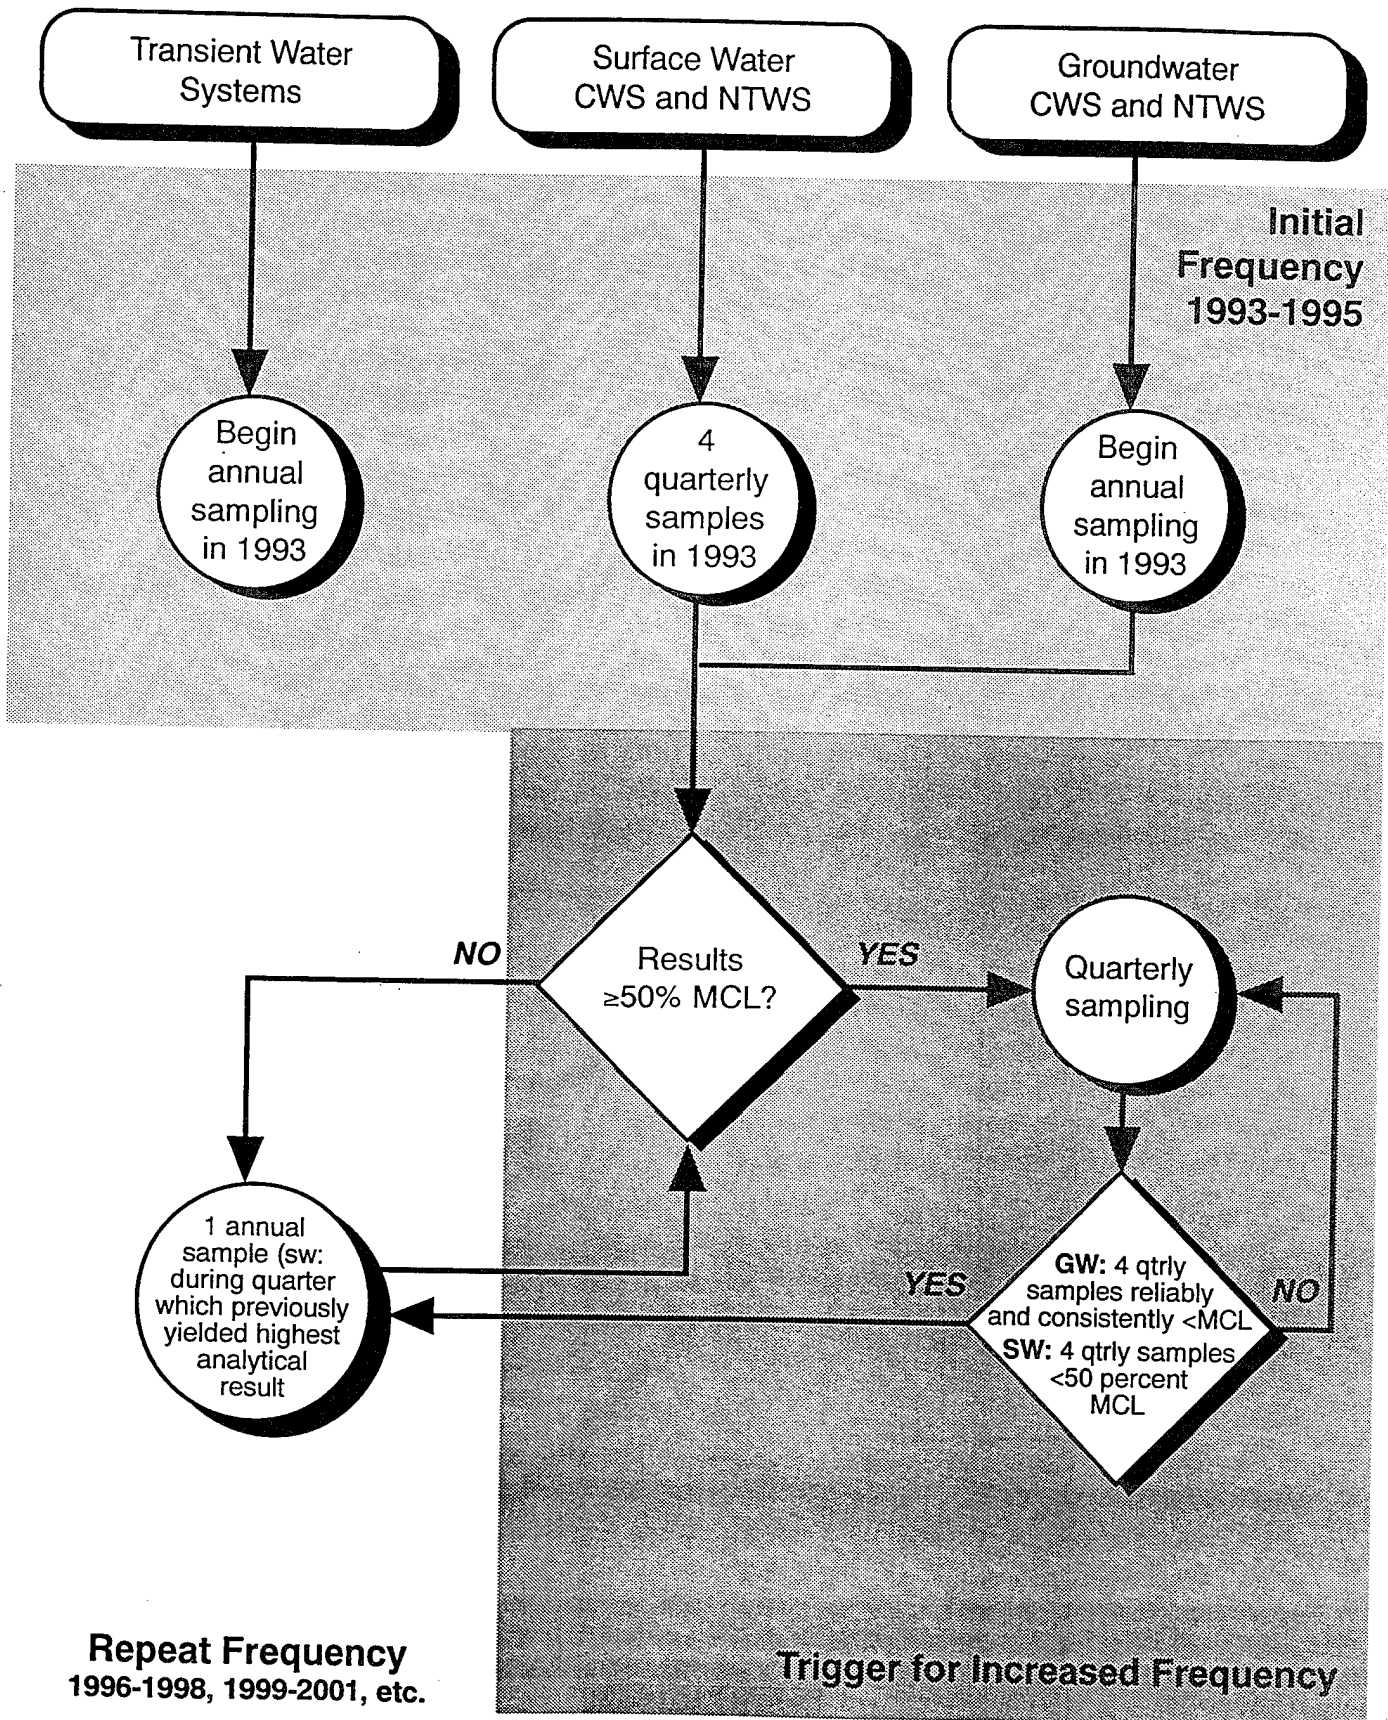 Transient Water
Systems
Surface Water
CWS and NTWS
Groundwater
CWS and NTWS
Initial
Frequency
1993-1995
Begin
annual
sampling
in 1993
4
quarterly
samples
in 1993
Begin
annual
sampling
in 1993
NO
Results
≥50% MCL?
YES
Quarterly
sampling
1 annual
sample (sw:
during quarter
which previously
yielded highest
analytical
result
YES
GW: 4 qtrly
samples reliably
and consistently <MCL
SW: 4 qtrly samples
<50 percent
MCL
NO
Repeat Frequency
1996-1998, 1999-2001, etc.
Trigger for Increased Frequency